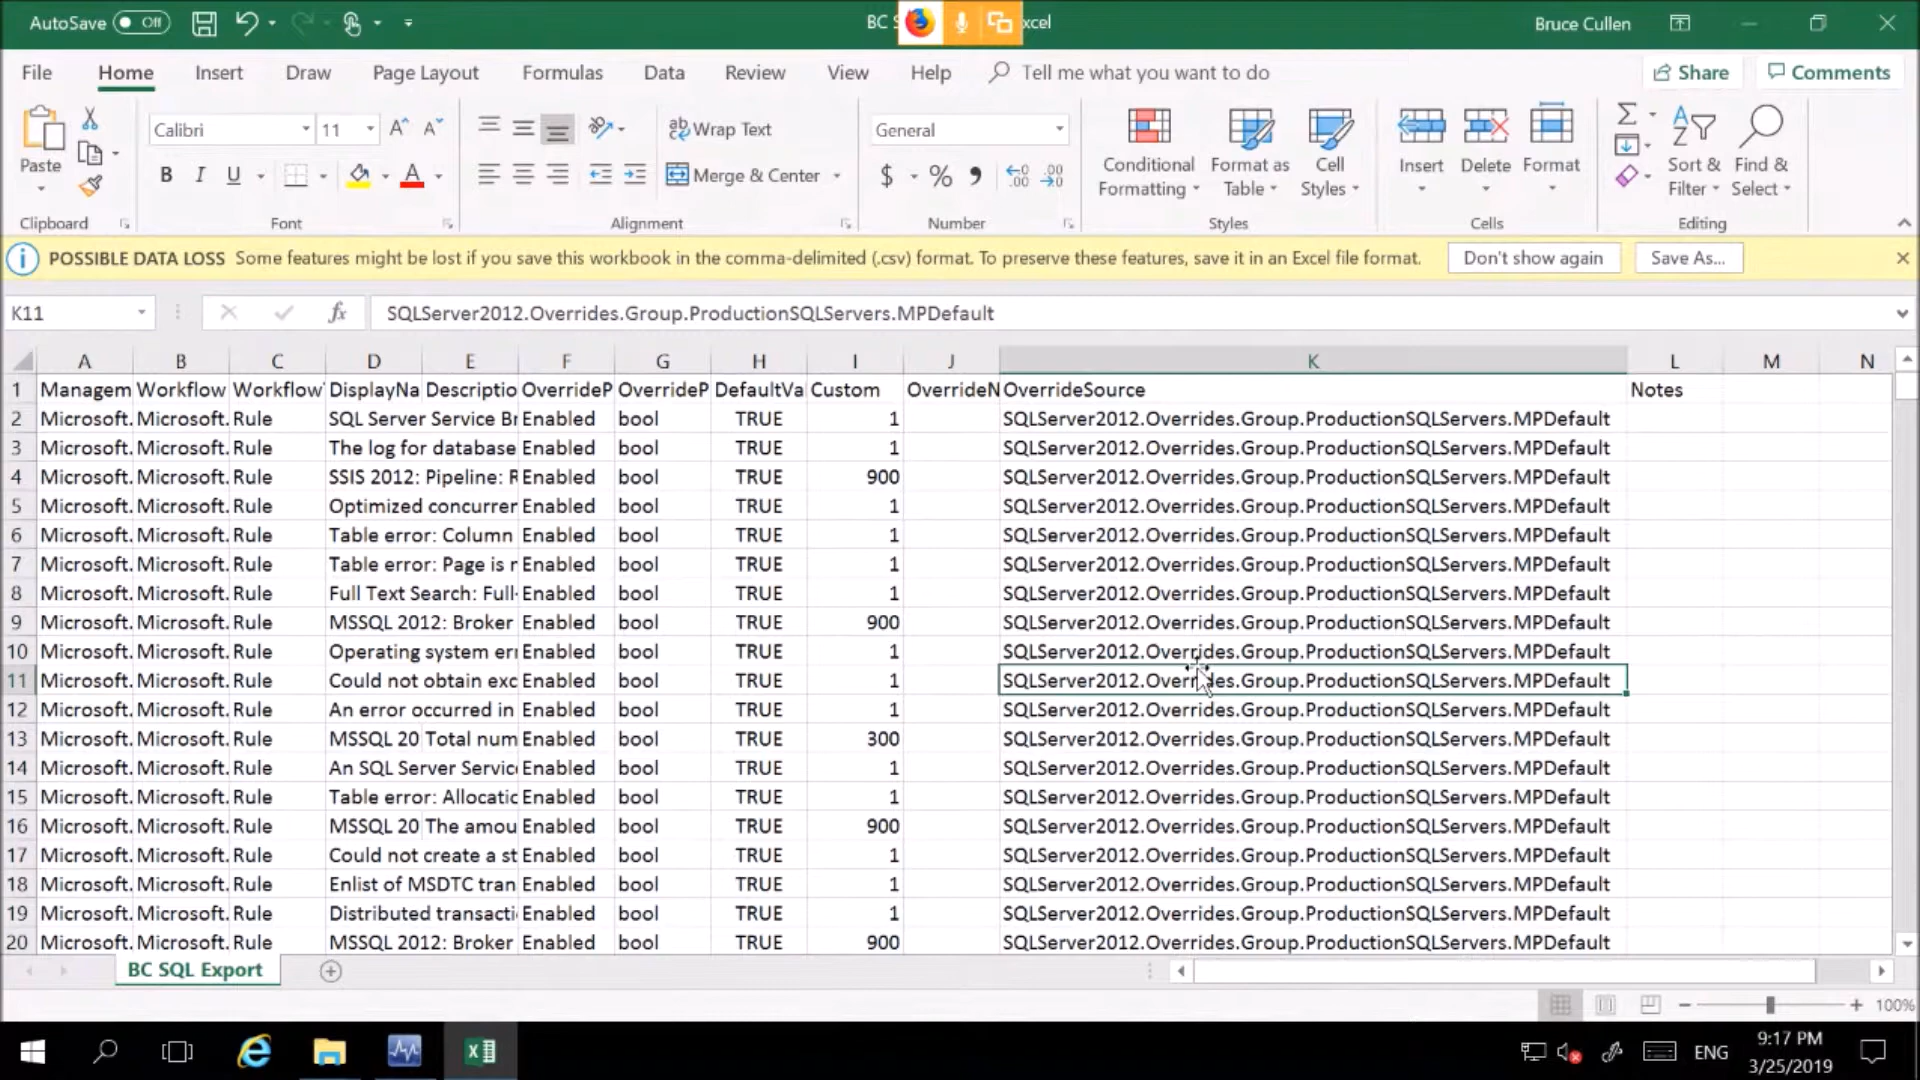 AutoSave Off BC S xcel Bruce Cullen
File Home Insert Draw Page Layout Formulas Data Review View Help Tell me what you want to do Share Comments
Calibri 11 Wrap Text General
Paste B I U A Merge & Center $ % Conditional Formatting Format as Table Cell Styles Insert Delete Format Sort & Filter Find & Select
Clipboard Font Alignment Number Styles Cells Editing
POSSIBLE DATA LOSS Some features might be lost if you save this workbook in the comma-delimited (.csv) format. To preserve these features, save it in an Excel file format. Don't show again Save As...
K11 fx SQLServer2012.Overrides.Group.ProductionSQLServers.MPDefault
A B C D E F G H I J K L M N
1 Managem Workflow Workflow DisplayNa Descriptio OverrideP OverrideP DefaultVa Custom OverrideN OverrideSource Notes
2 Microsoft. Microsoft. Rule SQL Server Service Br Enabled bool TRUE 1 SQLServer2012.Overrides.Group.ProductionSQLServers.MPDefault
3 Microsoft. Microsoft. Rule The log for database Enabled bool TRUE 1 SQLServer2012.Overrides.Group.ProductionSQLServers.MPDefault
4 Microsoft. Microsoft. Rule SSIS 2012: Pipeline: R Enabled bool TRUE 900 SQLServer2012.Overrides.Group.ProductionSQLServers.MPDefault
5 Microsoft. Microsoft. Rule Optimized concurrer Enabled bool TRUE 1 SQLServer2012.Overrides.Group.ProductionSQLServers.MPDefault
6 Microsoft. Microsoft. Rule Table error: Column Enabled bool TRUE 1 SQLServer2012.Overrides.Group.ProductionSQLServers.MPDefault
7 Microsoft. Microsoft. Rule Table error: Page is r Enabled bool TRUE 1 SQLServer2012.Overrides.Group.ProductionSQLServers.MPDefault
8 Microsoft. Microsoft. Rule Full Text Search: Full- Enabled bool TRUE 1 SQLServer2012.Overrides.Group.ProductionSQLServers.MPDefault
9 Microsoft. Microsoft. Rule MSSQL 2012: Broker Enabled bool TRUE 900 SQLServer2012.Overrides.Group.ProductionSQLServers.MPDefault
10 Microsoft. Microsoft. Rule Operating system err Enabled bool TRUE 1 SQLServer2012.Overrides.Group.ProductionSQLServers.MPDefault
11 Microsoft. Microsoft. Rule Could not obtain exc Enabled bool TRUE 1 SQLServer2012.Overrides.Group.ProductionSQLServers.MPDefault
12 Microsoft. Microsoft. Rule An error occurred in Enabled bool TRUE 1 SQLServer2012.Overrides.Group.ProductionSQLServers.MPDefault
13 Microsoft. Microsoft. Rule MSSQL 20 Total num Enabled bool TRUE 300 SQLServer2012.Overrides.Group.ProductionSQLServers.MPDefault
14 Microsoft. Microsoft. Rule An SQL Server Servic Enabled bool TRUE 1 SQLServer2012.Overrides.Group.ProductionSQLServers.MPDefault
15 Microsoft. Microsoft. Rule Table error: Allocatic Enabled bool TRUE 1 SQLServer2012.Overrides.Group.ProductionSQLServers.MPDefault
16 Microsoft. Microsoft. Rule MSSQL 20 The amou Enabled bool TRUE 900 SQLServer2012.Overrides.Group.ProductionSQLServers.MPDefault
17 Microsoft. Microsoft. Rule Could not create a st Enabled bool TRUE 1 SQLServer2012.Overrides.Group.ProductionSQLServers.MPDefault
18 Microsoft. Microsoft. Rule Enlist of MSDTC tran Enabled bool TRUE 1 SQLServer2012.Overrides.Group.ProductionSQLServers.MPDefault
19 Microsoft. Microsoft. Rule Distributed transacti Enabled bool TRUE 1 SQLServer2012.Overrides.Group.ProductionSQLServers.MPDefault
20 Microsoft. Microsoft. Rule MSSQL 2012: Broker Enabled bool TRUE 900 SQLServer2012.Overrides.Group.ProductionSQLServers.MPDefault
BC SQL Export
100%
ENG 9:17 PM
3/25/2019